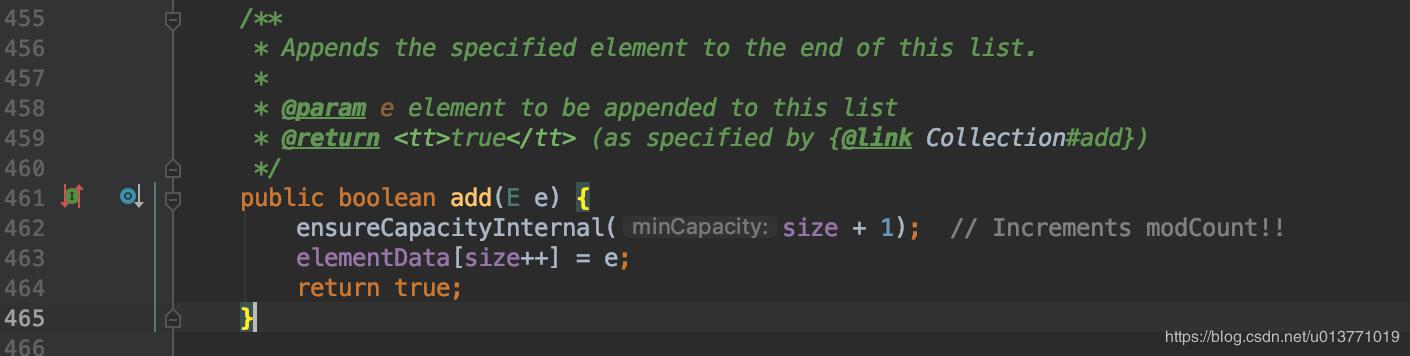 455 /**
456 * Appends the specified element to the end of this list.
457 *
458 * @param e element to be appended to this list
459 * @return <tt>true</tt> (as specified by {@link Collection#add})
460 */
461 public boolean add(E e) {
462 ensureCapacityInternal( minCapacity: size + 1);  // Increments modCount!!
463 elementData[size++] = e;
464 return true;
465 }
466
https://blog.csdn.net/u013771019